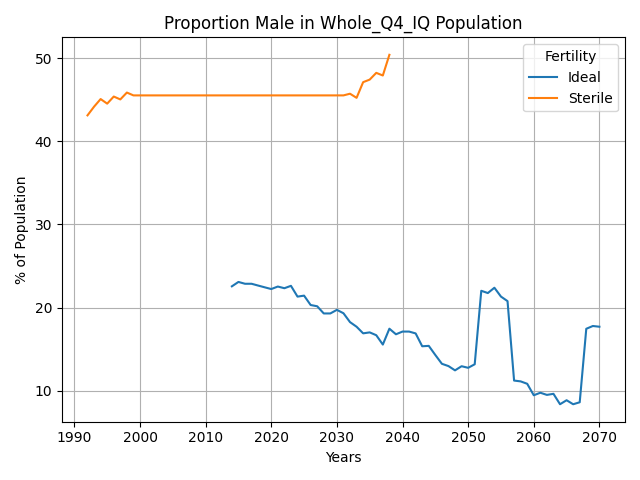 Proportion Male in Whole_Q4_IQ Population
Fertility
Ideal
Sterile
% of Population
50
40
30
20
10
1990 2000 2010 2020 2030 2040 2050 2060 2070
Years